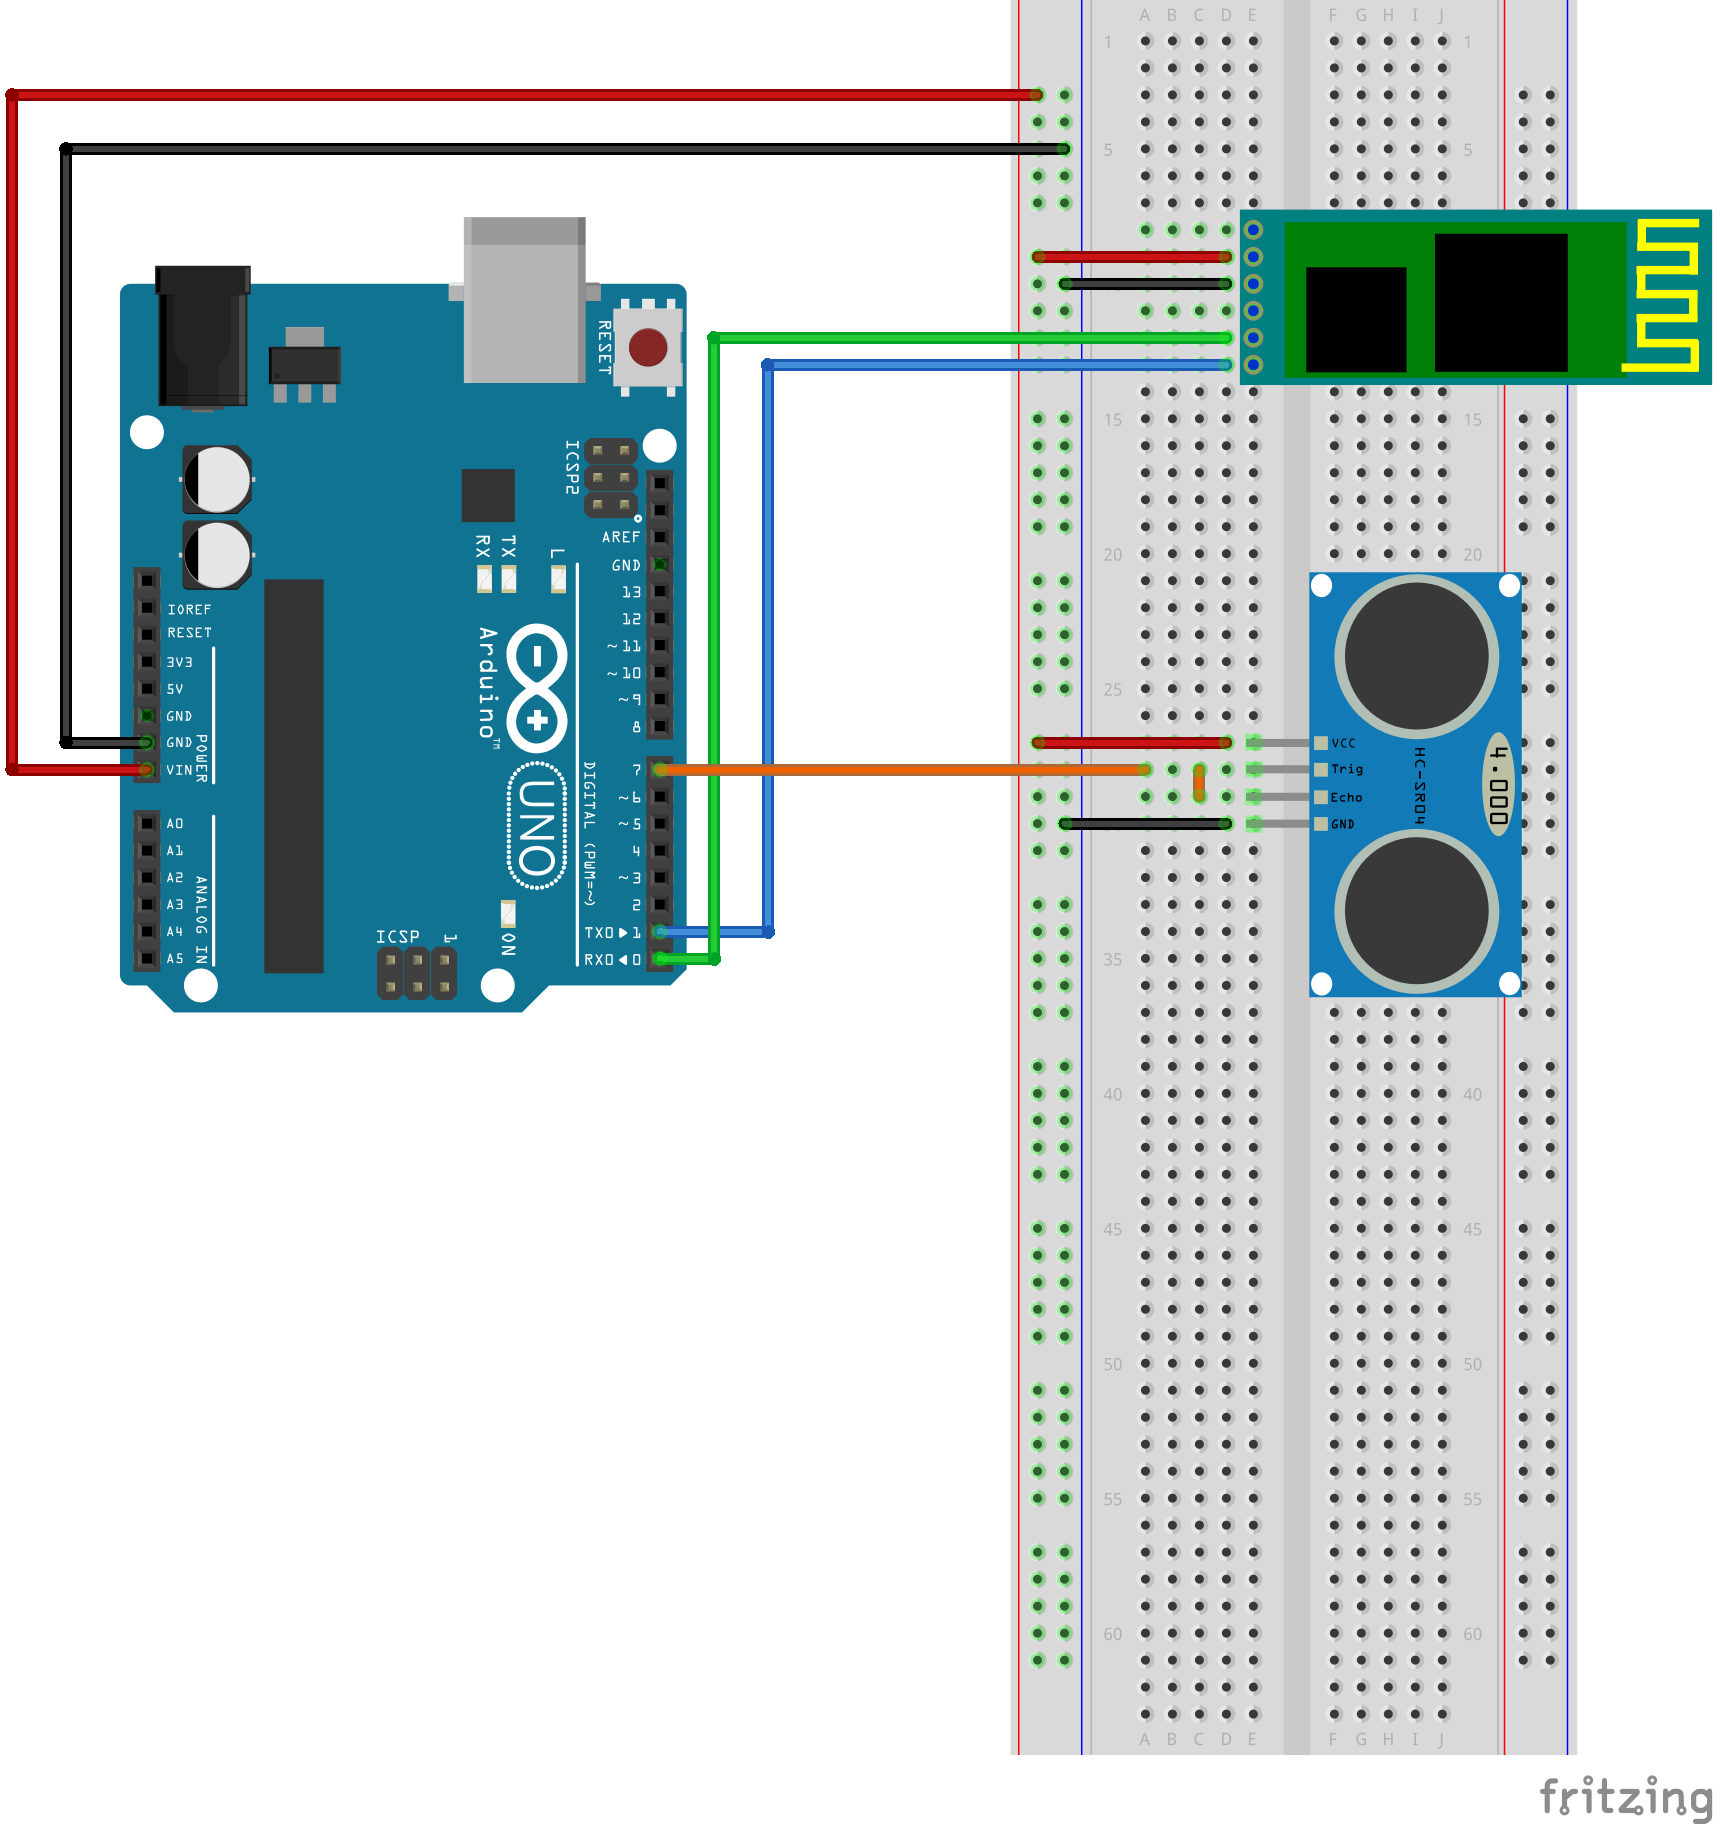 A B C D E F G H I J
1 1
5 5
15 15
20 20
25
35 35
40 40
45 45
50 50
55 55
60 60
A B C D E F G H I J
RESET
ICSP2
AREF
GND
13
12
~11
~10
~9
8
RX TX L
IOREF
RESET
3V3
5V
GND
GND
VIN
POWER
Arduino™
UNO
DIGITAL (PWM=~)
7
~6
~5
4
~3
2
TX0▶1
RX0◀0
A0
A1
A2
A3
A4
A5
ANALOG IN
ICSP 1
ON
VCC
Trig
Echo
GND
HC-SR04
4.000
fritzing